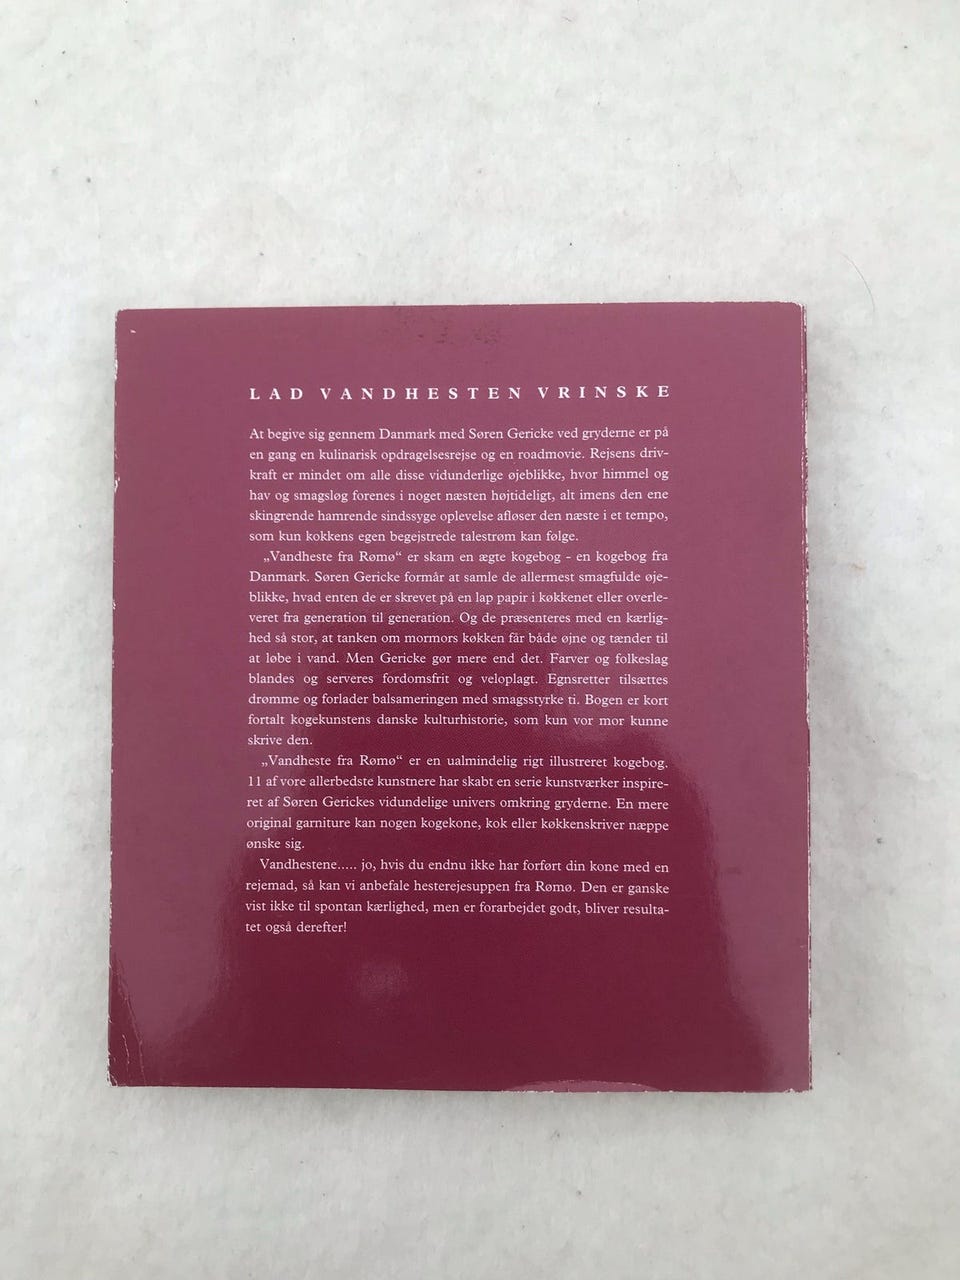 LAD VANDHESTEN VRINSKE
At begive sig gennem Danmark med Søren Gericke ved gryderne er på
en gang en kulinarisk opdragelsesrejse og en roadmovie. Rejsens driv-
kraft er mindet om alle disse vidunderlige øjeblikke, hvor himmel og
hav og smagsløg forenes i noget næsten højtideligt, alt imens den ene
skingrende hamrende sindssyge oplevelse afløser den næste i et tempo,
som kun kokkens egen begejstrede talestrøm kan følge.
„Vandheste fra Rømø“ er skam en ægte kogebog - en kogebog fra
Danmark. Søren Gericke formår at samle de allermest smagfulde øje-
blikke, hvad enten de er skrevet på en lap papir i køkkenet eller overle-
veret fra generation til generation. Og de præsenteres med en kærlig-
hed så stor, at tanken om mormors køkken får både øjne og tænder til
at løbe i vand. Men Gericke gør mere end det. Farver og folkeslag
blandes og serveres fordomsfrit og veloplagt. Egnsretter tilsættes
drømme og forlader balsameringen med smagsstyrke ti. Bogen er kort
fortalt kogekunstens danske kulturhistorie, som kun vor mor kunne
skrive den.
„Vandheste fra Rømø“ er en ualmindelig rigt illustreret kogebog.
11 af vore allerbedste kunstnere har skabt en serie kunstværker inspire-
ret af Søren Gerickes vidundelige univers omkring gryderne. En mere
original garniture kan nogen kogekone, kok eller køkkenskriver næppe
ønske sig.
Vandhestene..... jo, hvis du endnu ikke har forført din kone med en
rejemad, så kan vi anbefale hesterejesuppen fra Rømø. Den er ganske
vist ikke til spontan kærlighed, men er forarbejdet godt, bliver resulta-
tet også derefter!